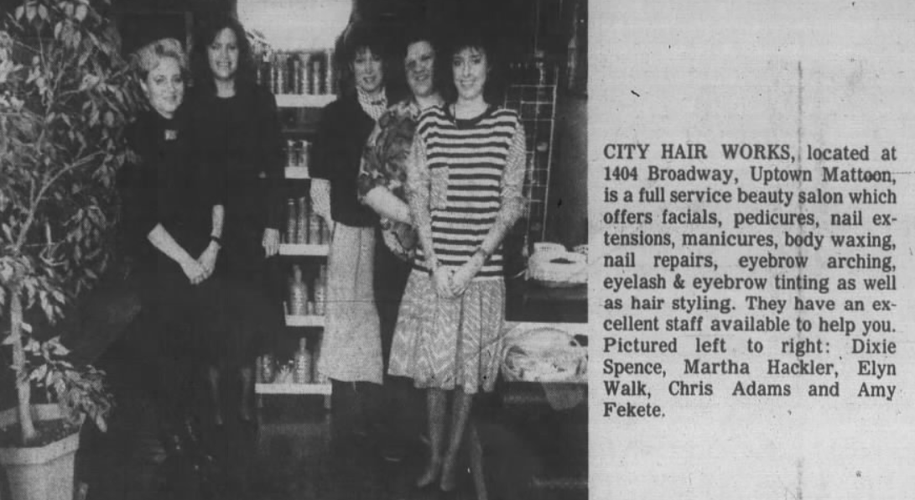 CITY HAIR WORKS, located at
1404 Broadway, Uptown Mattoon,
is a full service beauty salon which
offers facials, pedicures, nail ex-
tensions, manicures, body waxing,
nail repairs, eyebrow arching,
eyelash & eyebrow tinting as well
as hair styling. They have an ex-
cellent staff available to help you.
Pictured left to right: Dixie
Spence, Martha Hackler, Elyn
Walk, Chris Adams and Amy
Fekete.